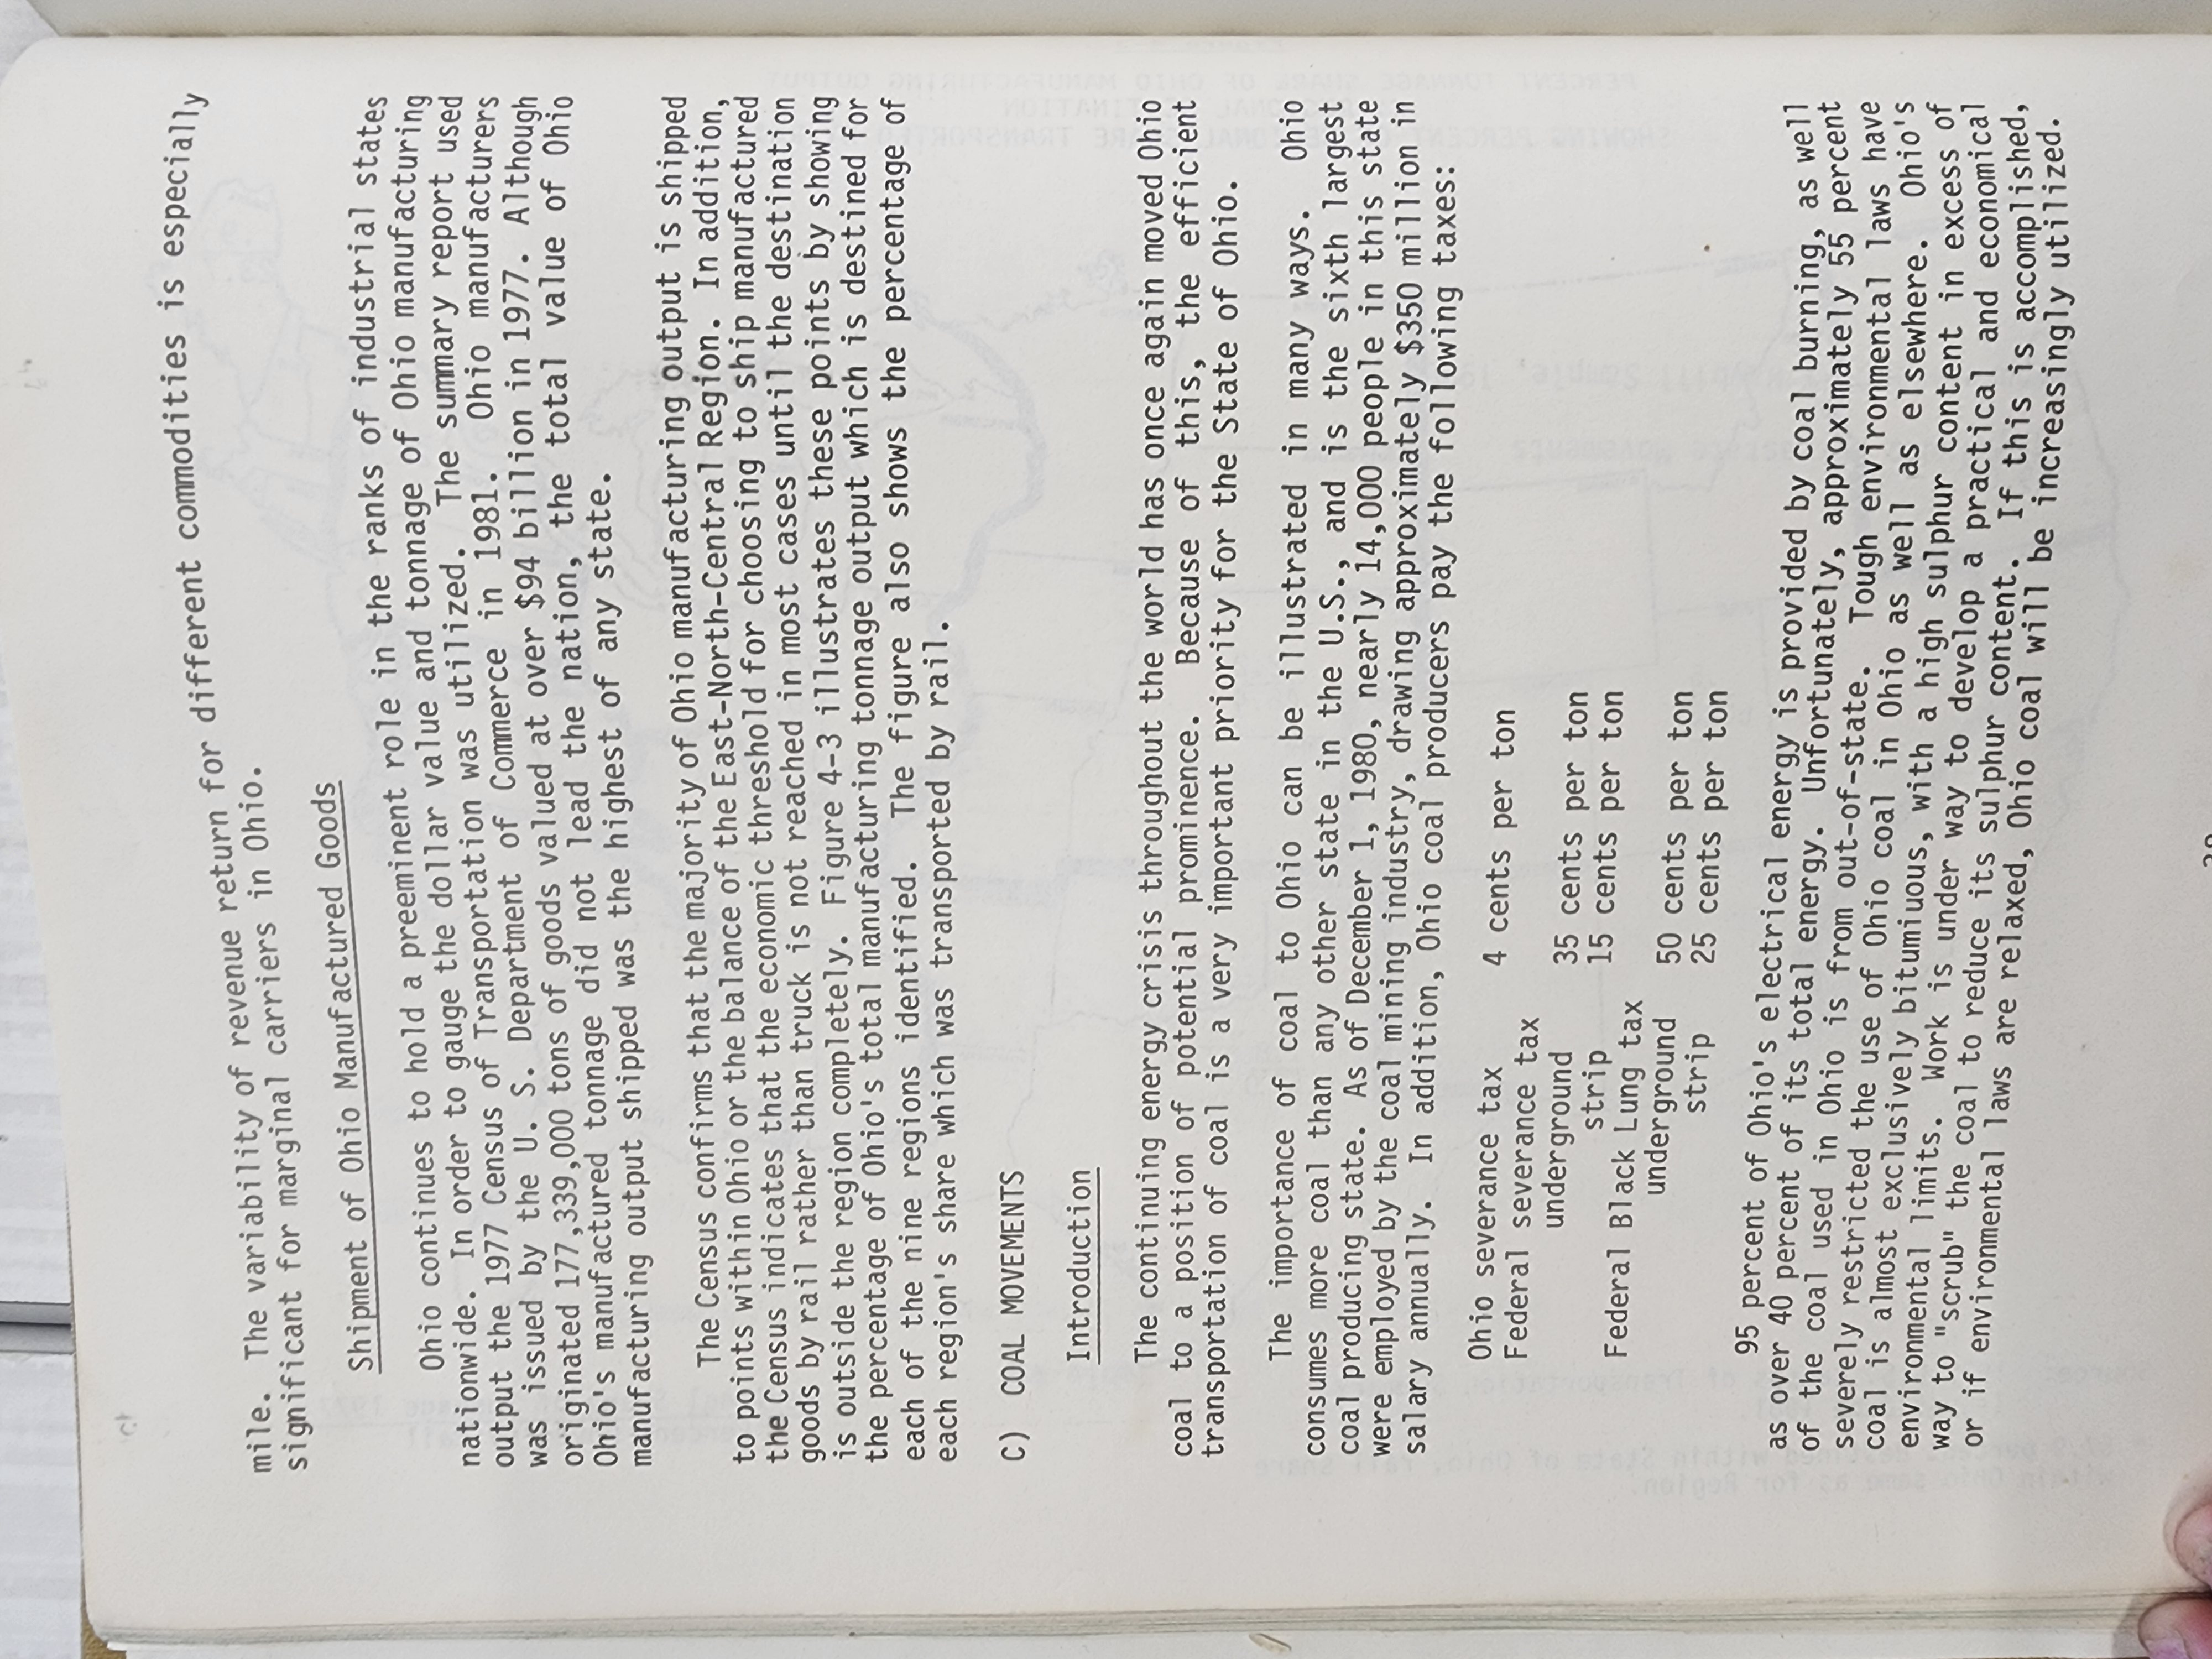 mile. The variability of revenue return for different commodities is especially
significant for marginal carriers in Ohio.
Shipment of Ohio Manufactured Goods
Ohio continues to hold a preeminent role in the ranks of industrial states
nationwide. In order to gauge the dollar value and tonnage of Ohio manufacturing
output the 1977 Census of Transportation was utilized. The summary report used
was issued by the U. S. Department of Commerce in 1981. Ohio manufacturers
originated 177,339,000 tons of goods valued at over $94 billion in 1977. Although
Ohio's manufactured tonnage did not lead the nation, the total value of Ohio
manufacturing output shipped was the highest of any state.
The Census confirms that the majority of Ohio manufacturing output is shipped
to points within Ohio or the balance of the East-North-Central Region. In addition,
the Census indicates that the economic threshold for choosing to ship manufactured
goods by rail rather than truck is not reached in most cases until the destination
is outside the region completely. Figure 4-3 illustrates these points by showing
the percentage of Ohio's total manufacturing tonnage output which is destined for
each of the nine regions identified. The figure also shows the percentage of
each region's share which was transported by rail.
C) COAL MOVEMENTS
Introduction
The continuing energy crisis throughout the world has once again moved Ohio
coal to a position of potential prominence. Because of this, the efficient
transportation of coal is a very important priority for the State of Ohio.
The importance of coal to Ohio can be illustrated in many ways. Ohio
consumes more coal than any other state in the U.S., and is the sixth largest
coal producing state. As of December 1, 1980, nearly 14,000 people in this state
were employed by the coal mining industry, drawing approximately $350 million in
salary annually. In addition, Ohio coal producers pay the following taxes:
Ohio severance tax 4 cents per ton
Federal severance tax
underground 35 cents per ton
strip 15 cents per ton
Federal Black Lung tax
underground 50 cents per ton
strip 25 cents per ton
95 percent of Ohio's electrical energy is provided by coal burning, as well
as over 40 percent of its total energy. Unfortunately, approximately 55 percent
of the coal used in Ohio is from out-of-state. Tough environmental laws have
severely restricted the use of Ohio coal in Ohio as well as elsewhere. Ohio's
coal is almost exclusively bitumiuous, with a high sulphur content in excess of
environmental limits. Work is under way to develop a practical and economical
way to "scrub" the coal to reduce its sulphur content. If this is accomplished,
or if environmental laws are relaxed, Ohio coal will be increasingly utilized.